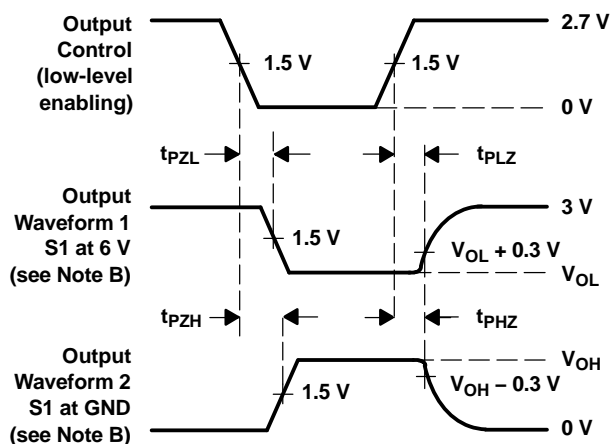 Output
Control
(low-level
enabling)
2.7 V
1.5 V
1.5 V
0 V
tPZL
tPLZ
Output
Waveform 1
S1 at 6 V
(see Note B)
3 V
1.5 V
VOL + 0.3 V
VOL
tPZH
tPHZ
Output
Waveform 2
S1 at GND
(see Note B)
VOH
1.5 V
VOH − 0.3 V
0 V